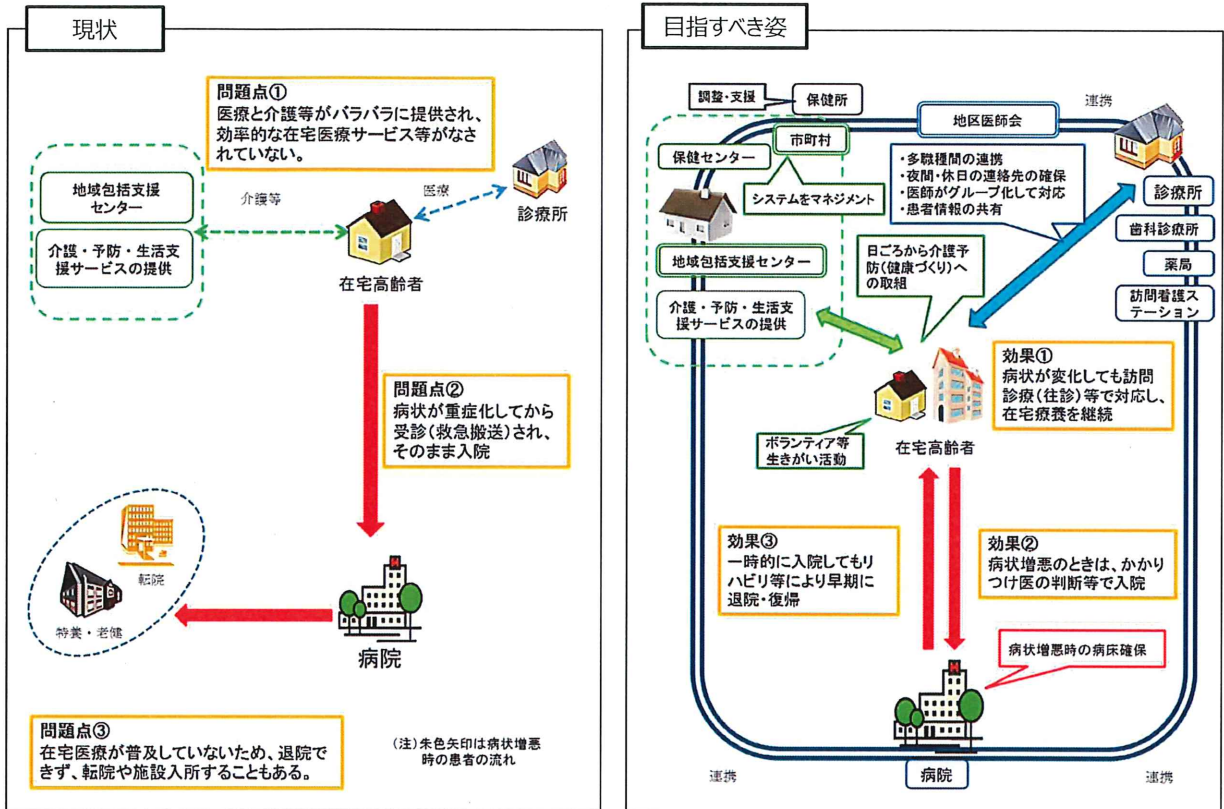 現状
問題点①
医療と介護等がバラバラに提供され、
効率的な在宅医療サービス等がなさ
れていない。
地域包括支援
センター
介護・予防・生活支
援サービスの提供
介護等
医療
診療所
在宅高齢者
問題点②
病状が重症化してから
受診(救急搬送)され、
そのまま入院
転院
特養・老健
病院
問題点③
在宅医療が普及していないため、退院で
きず、転院や施設入所することもある。
(注)朱色矢印は病状増悪
時の患者の流れ
目指すべき姿
調整・支援
保健所
連携
地区医師会
市町村
保健センター
システムをマネジメント
・多職種間の連携
・夜間・休日の連絡先の確保
・医師がグループ化して対応
・患者情報の共有
診療所
歯科診療所
薬局
訪問看護ス
テーション
地域包括支援センター
介護・予防・生活支
援サービスの提供
日ごろから介護予
防(健康づくり)へ
の取組
効果①
病状が変化しても訪問
診療(往診)等で対応し、
在宅療養を継続
ボランティア等
生きがい活動
在宅高齢者
効果③
一時的に入院してもリ
ハビリ等により早期に
退院・復帰
効果②
病状増悪のときは、かかり
つけ医の判断等で入院
病状増悪時の病床確保
連携
病院
連携